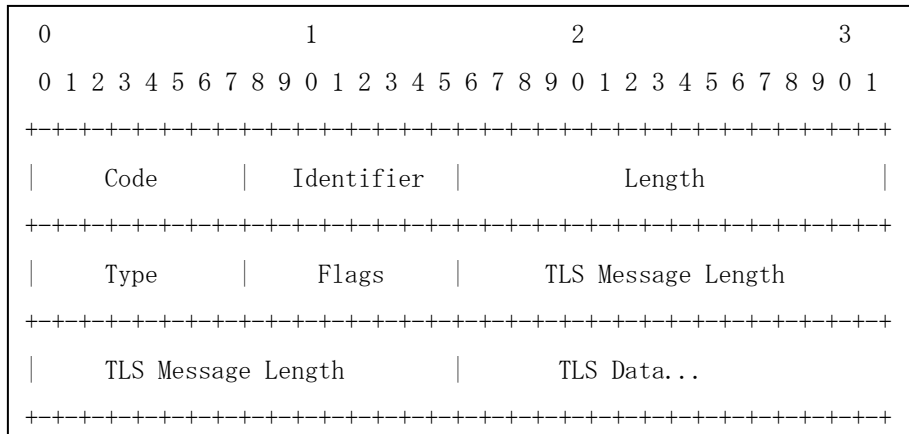 0                   1                   2                   3
0 1 2 3 4 5 6 7 8 9 0 1 2 3 4 5 6 7 8 9 0 1 2 3 4 5 6 7 8 9 0 1
+-+-+-+-+-+-+-+-+-+-+-+-+-+-+-+-+-+-+-+-+-+-+-+-+-+-+-+-+-+-+-+-+
|     Code      |   Identifier  |            Length             |
+-+-+-+-+-+-+-+-+-+-+-+-+-+-+-+-+-+-+-+-+-+-+-+-+-+-+-+-+-+-+-+-+
|     Type      |     Flags     |      TLS Message Length
+-+-+-+-+-+-+-+-+-+-+-+-+-+-+-+-+-+-+-+-+-+-+-+-+-+-+-+-+-+-+-+-+
|     TLS Message Length        |       TLS Data...
+-+-+-+-+-+-+-+-+-+-+-+-+-+-+-+-+-+-+-+-+-+-+-+-+-+-+-+-+-+-+-+-+